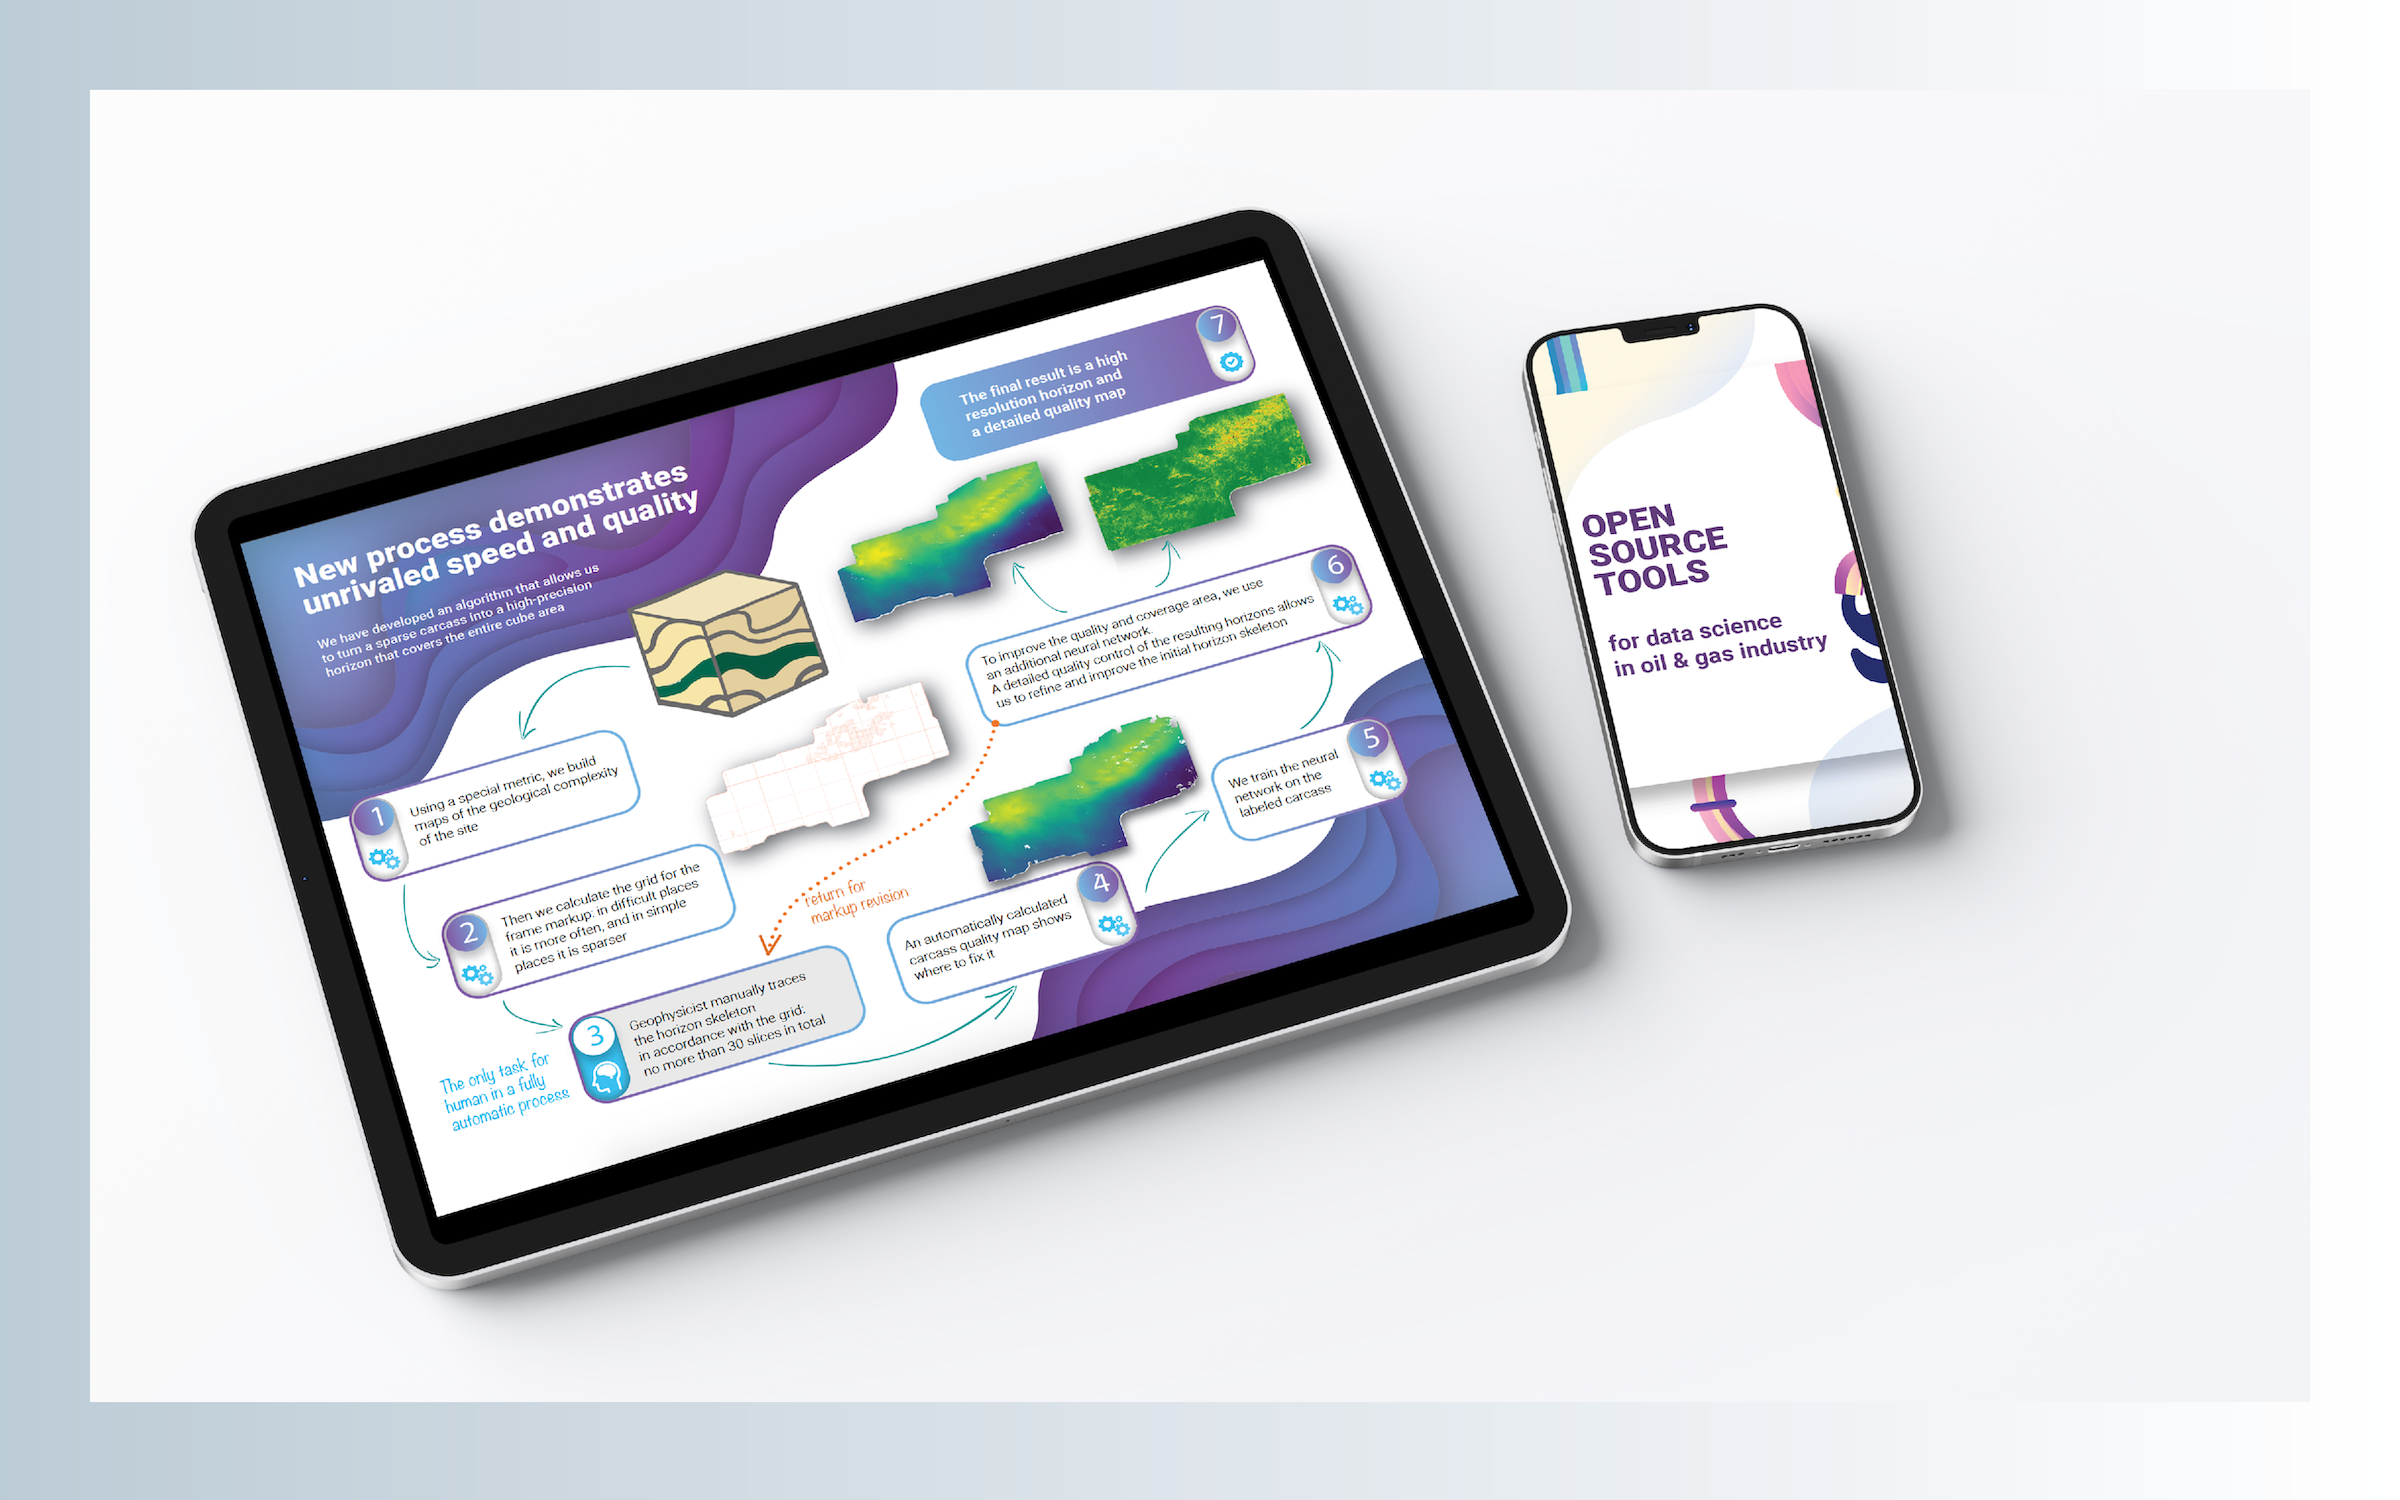 New process demonstrates
unrivaled speed and quality
We have developed an algorithm that allows us
to turn a sparse carcass into a high-precision
horizon that covers the entire cube area
1
Using a special metric, we build
maps of the geological complexity
of the site
2
Then we calculate the grid for the
frame markup: in difficult places
it is more often, and in simple
places it is sparser
3
Geophysicist manually traces
the horizon skeleton
in accordance with the grid:
no more than 30 slices in total
The only task for
human in a fully
automatic process
4
An automatically calculated
carcass quality map shows
where to fix it
5
We train the neural
network on the
labeled carcass
6
To improve the quality and coverage area, we use
an additional neural network.
A detailed quality control of the resulting horizons allows
us to refine and improve the initial horizon skeleton
return for
markup revision
7
The final result is a high
resolution horizon and
a detailed quality map
OPEN
SOURCE
TOOLS
for data science
in oil & gas industry